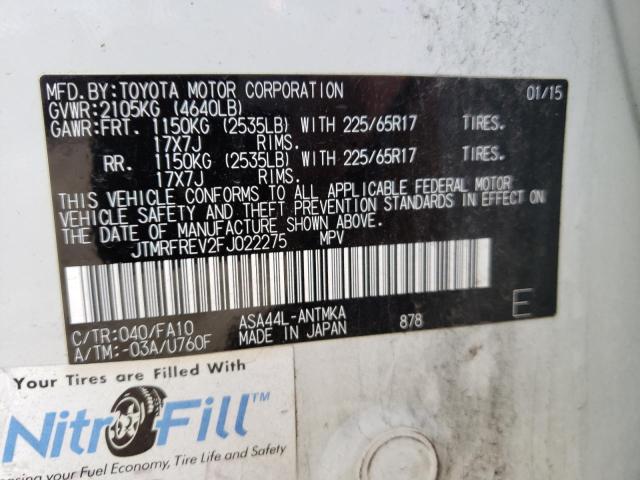 MFD. BY: TOYOTA MOTOR CORPORATION 01/15
GVWR: 2105KG (4640LB)
GAWR: FRT. 1150KG (2535LB) WITH 225/65R17 TIRES.
17X7J RIMS.
RR. 1150KG (2535LB) WITH 225/65R17 TIRES.
17X7J RIMS.
THIS VEHICLE CONFORMS TO ALL APPLICABLE FEDERAL MOTOR
VEHICLE SAFETY AND THEFT PREVENTION STANDARDS IN EFFECT ON
THE DATE OF MANUFACTURE SHOWN ABOVE.
JTMRFREV2FJ022275 MPV
C/TR: 040/FA10 ASA44L-ANTMKA 878 E
A/TM: -03A/U760F MADE IN JAPAN
Your Tires are Filled With
NitroFill™
your Fuel Economy, Tire Life and Safety